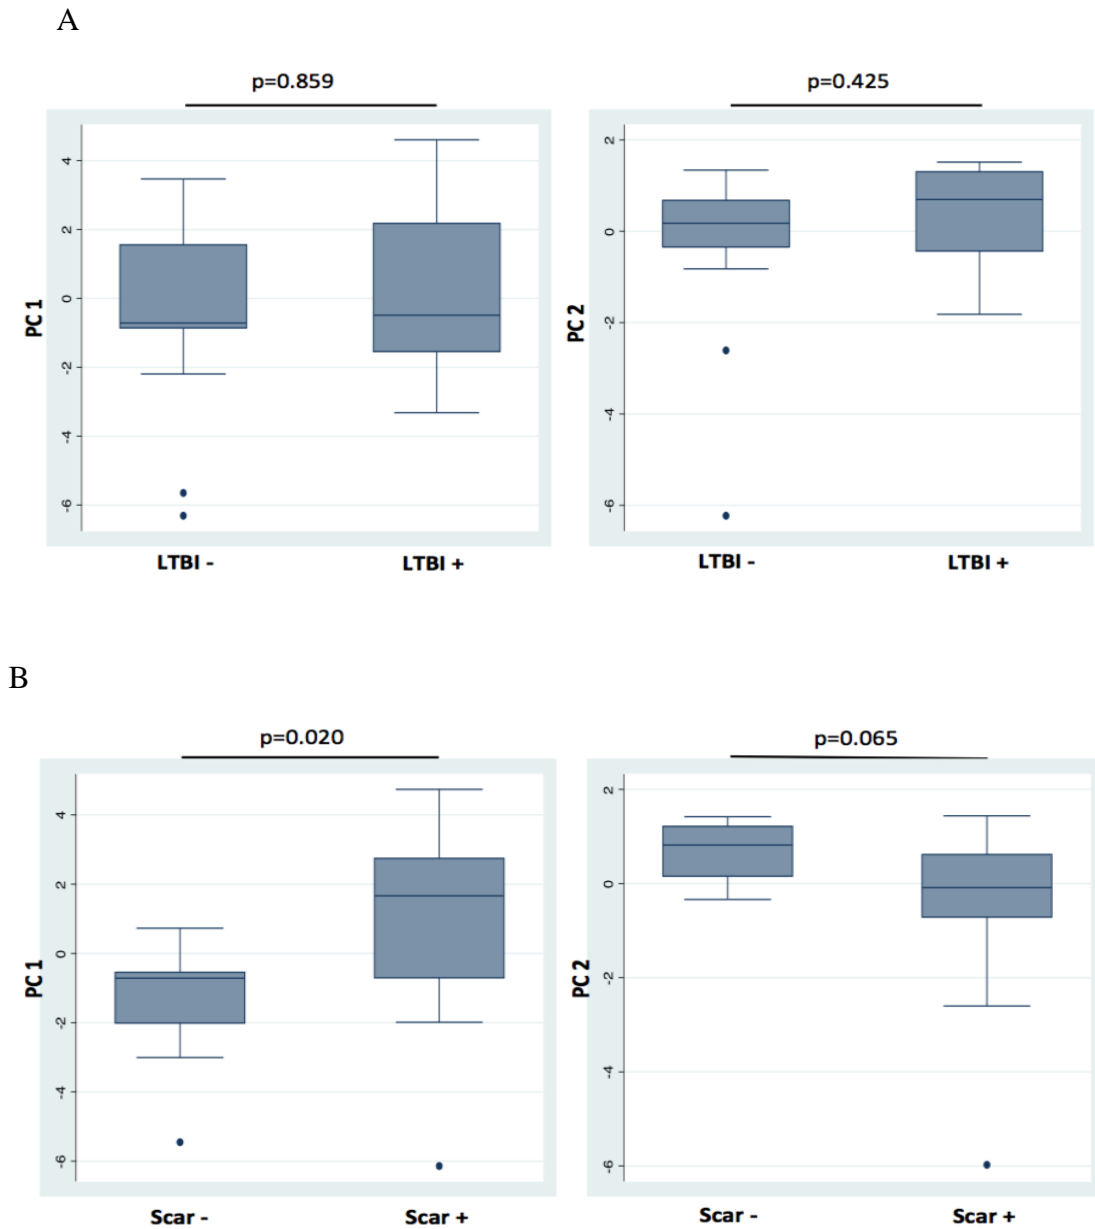 A
p=0.859
p=0.425
PC 1
4
2
0
-2
-4
-6
LTBI -
LTBI +
PC 2
2
0
-2
-4
-6
LTBI -
LTBI +
B
p=0.020
p=0.065
PC 1
4
2
0
-2
-4
-6
Scar -
Scar +
PC 2
2
0
-2
-4
-6
Scar -
Scar +